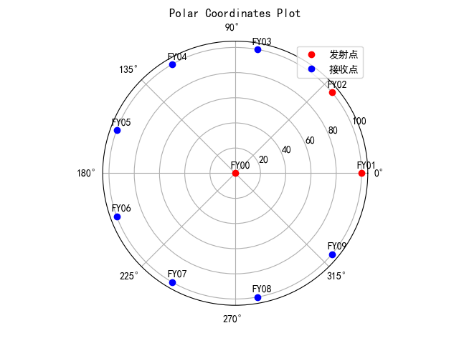 Polar Coordinates Plot
90°
FY03
FY04
发射点
接收点
135°
FY02
FY05
100
80
60
40
20
FY00
FY01
180°
0°
FY06
FY09
225°
FY07
FY08
315°
270°